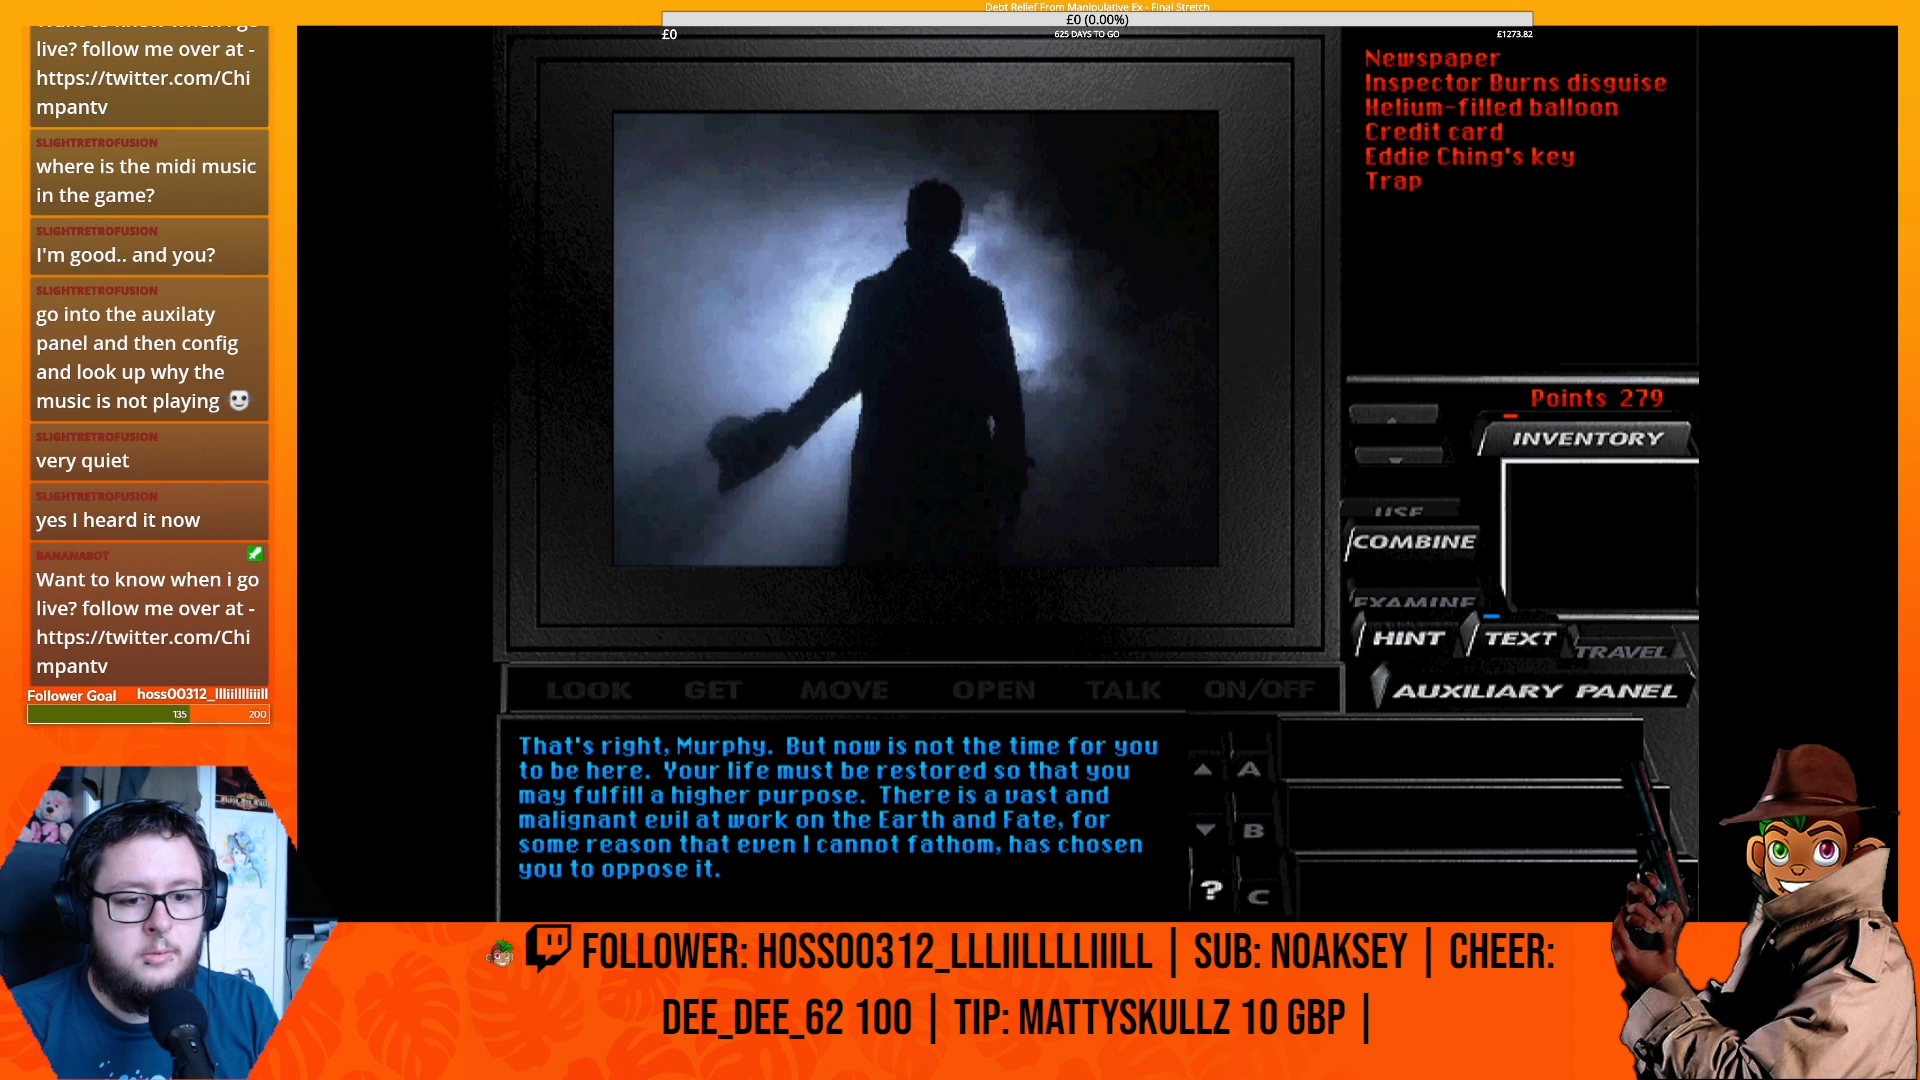 Debt Relief From Manipulative Ex - Final Stretch
£0 (0.00%)
£0
625 DAYS TO GO
£1273.82
live? follow me over at -
https://twitter.com/Chi
mpantv
SLIGHTRETROFUSION
where is the midi music
in the game?
SLIGHTRETROFUSION
I'm good.. and you?
SLIGHTRETROFUSION
go into the auxilaty
panel and then config
and look up why the
music is not playing
SLIGHTRETROFUSION
very quiet
SLIGHTRETROFUSION
yes I heard it now
BANANABOT
Want to know when i go
live? follow me over at -
https://twitter.com/Chi
mpantv
Follower Goal
135
200
Newspaper
Inspector Burns disguise
Helium-filled balloon
Credit card
Eddie Ching's key
Trap
Points 279
INVENTORY
USE
COMBINE
EXAMINE
HINT
TEXT
TRAVEL
AUXILIARY PANEL
LOOK
GET
MOVE
OPEN
TALK
ON/OFF
That's right, Murphy. But now is not the time for you
to be here. Your life must be restored so that you
may fulfill a higher purpose. There is a vast and
malignant evil at work on the Earth and Fate, for
some reason that even I cannot fathom, has chosen
you to oppose it.
A
B
?
C
FOLLOWER: HOSS00312_LLLIILLLLIIILL | SUB: NOAKSEY | CHEER:
DEE_DEE_62 100 | TIP: MATTYSKULLZ 10 GBP |